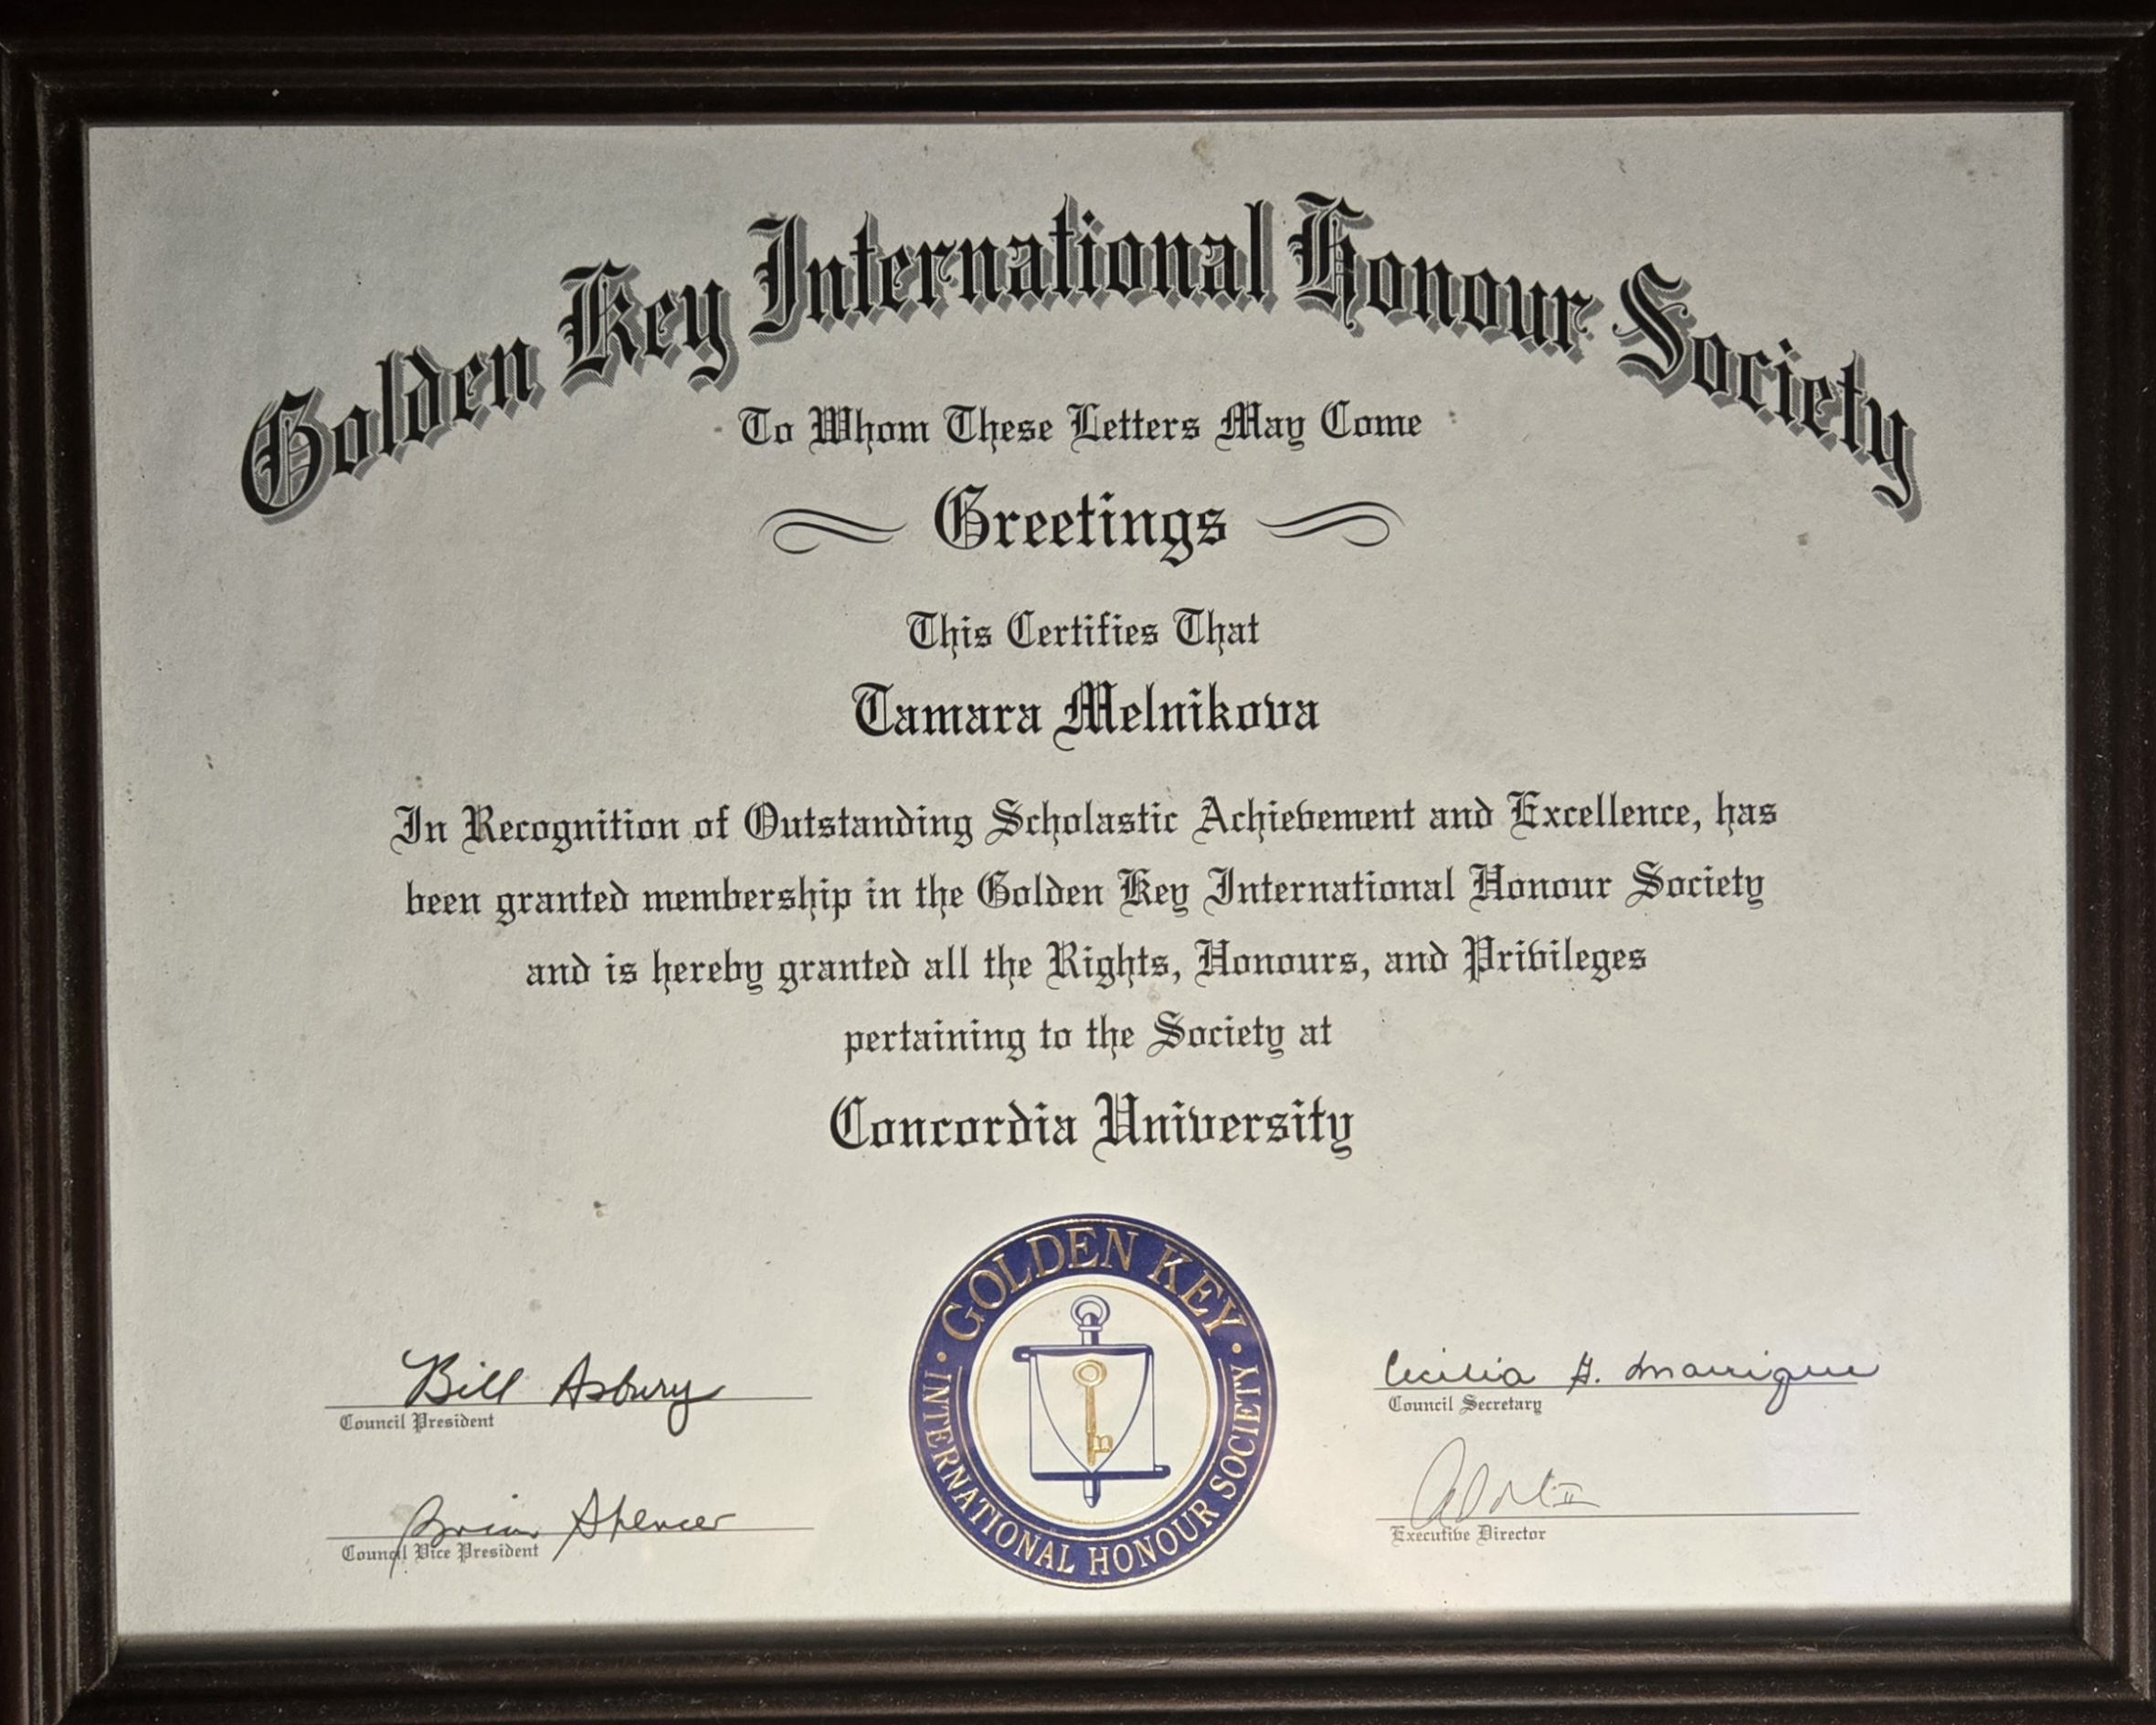 Golden Key International Honour Society
To Whom These Letters May Come
Greetings
This Certifies That
Tamara Melnikova
In Recognition of Outstanding Scholastic Achievement and Excellence, has
been granted membership in the Golden Key International Honour Society
and is hereby granted all the Rights, Honours, and Privileges
pertaining to the Society at
Concordia University
Bill Asbury
Council President
Brian Spencer
Council Vice President
GOLDEN KEY
INTERNATIONAL HONOUR SOCIETY
Cecilia G. Manrique
Council Secretary
Executive Director